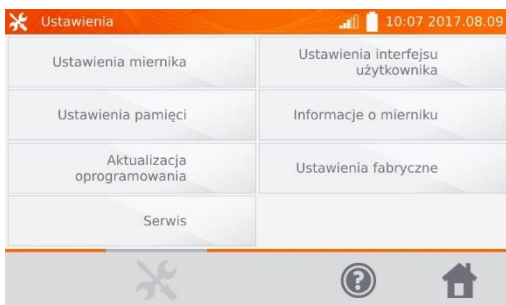 Ustawienia
10:07 2017.08.09
Ustawienia miernika
Ustawienia interfejsu
użytkownika
Ustawienia pamięci
Informacje o mierniku
Aktualizacja
oprogramowania
Ustawienia fabryczne
Serwis
?